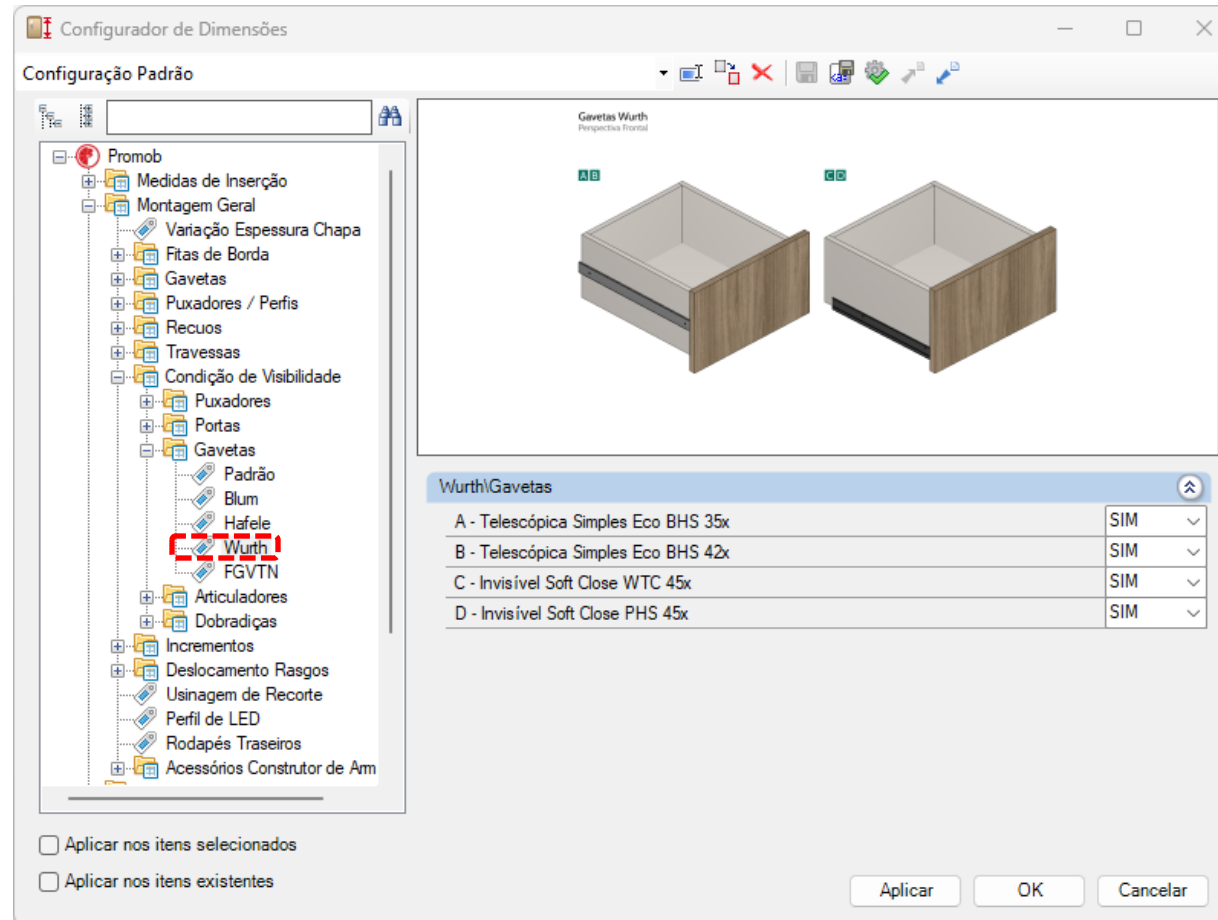 Configurador de Dimensões
Configuração Padrão
Promob
Medidas de Inserção
Montagem Geral
Variação Espessura Chapa
Fitas de Borda
Gavetas
Puxadores / Perfis
Recuos
Travessas
Condição de Visibilidade
Puxadores
Portas
Gavetas
Padrão
Blum
Hafele
Wurth
FGVTN
Articuladores
Dobradiças
Incrementos
Deslocamento Rasgos
Usinagem de Recorte
Perfil de LED
Rodapés Traseiros
Acessórios Construtor de Arm
Aplicar nos itens selecionados
Aplicar nos itens existentes
Gavetas Wurth
Perspectiva Frontal
A B
C D
Wurth\Gavetas
A - Telescópica Simples Eco BHS 35x SIM
B - Telescópica Simples Eco BHS 42x SIM
C - Invisível Soft Close WTC 45x SIM
D - Invisível Soft Close PHS 45x SIM
Aplicar OK Cancelar